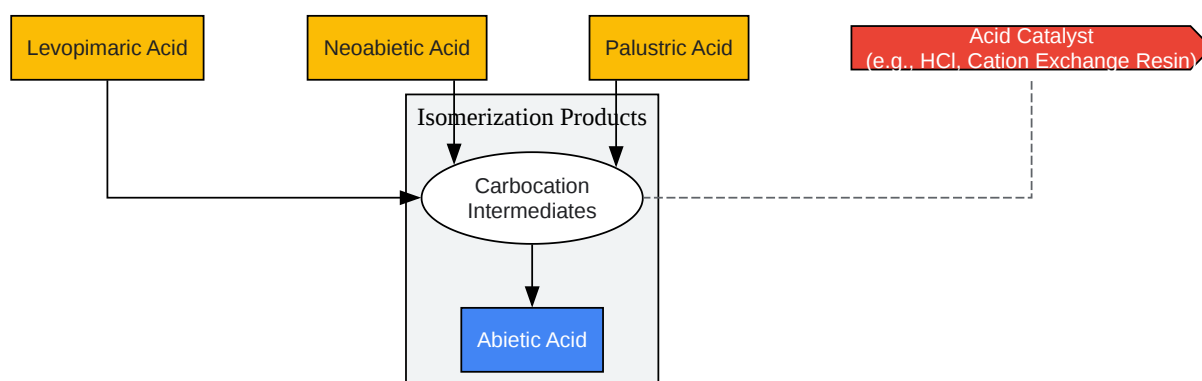 Levopimaric Acid
Neoabietic Acid
Palustric Acid
Acid Catalyst
(e.g., HCl, Cation Exchange Resin)
Isomerization Products
Carbocation
Intermediates
Abietic Acid